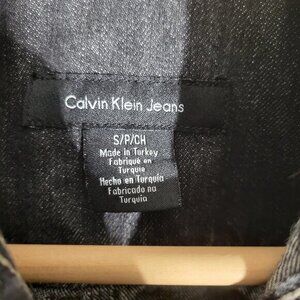 Calvin Klein Jeans
S/P/CH
Made in Turkey
Fabriqué en
Turquie
Hecho en Turquía
Fabricado na
Turquia